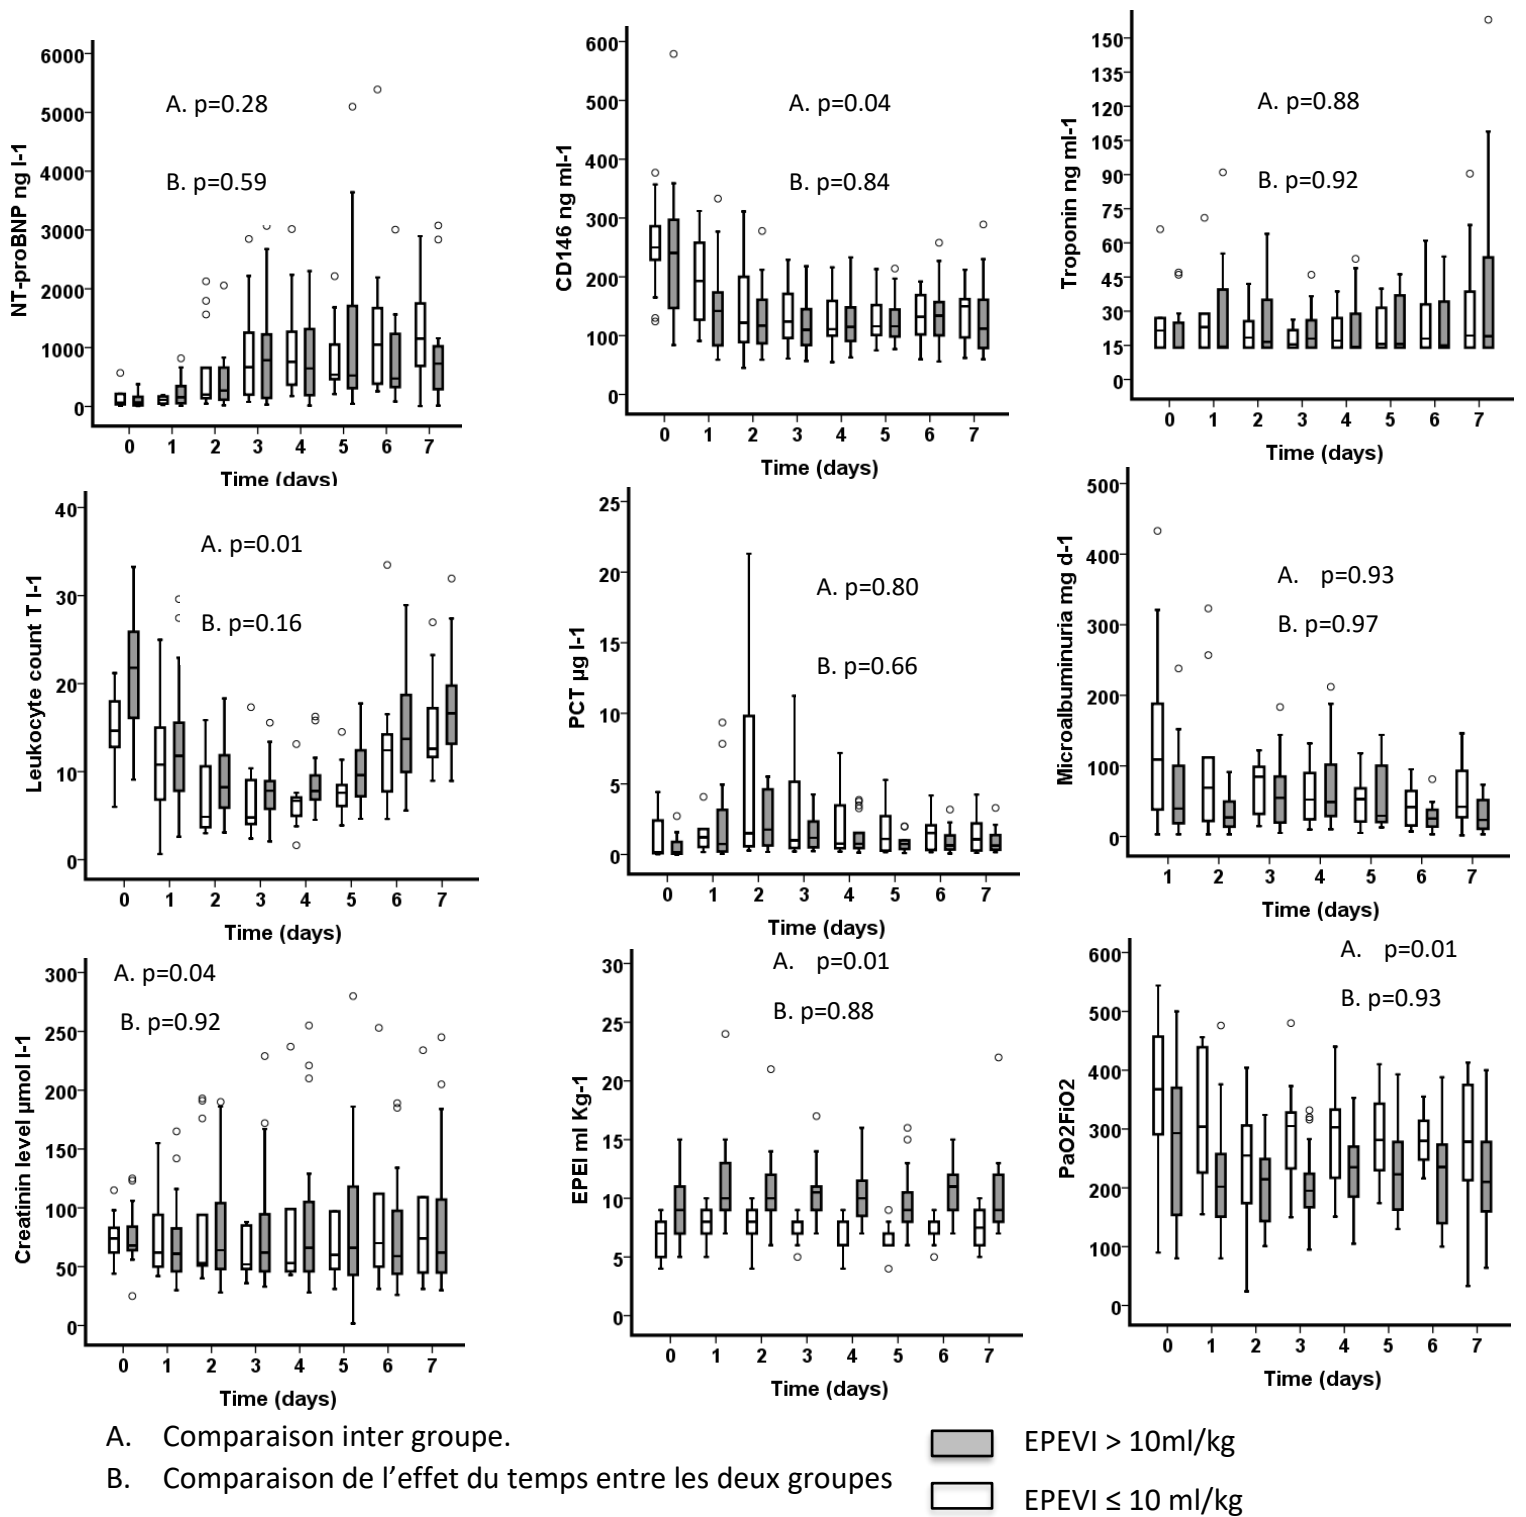 NT-proBNP ng l-1
6000
5000
4000
3000
2000
1000
0
A. p=0.28
B. p=0.59
0 1 2 3 4 5 6 7
Time (days)
CD146 ng ml-1
600
500
400
300
200
100
0
A. p=0.04
B. p=0.84
0 1 2 3 4 5 6 7
Time (days)
Troponin ng ml-1
150
135
120
105
90
75
60
45
30
15
0
A. p=0.88
B. p=0.92
0 1 2 3 4 5 6 7
Time (days)
Leukocyte count T l-1
40
30
20
10
0
A. p=0.01
B. p=0.16
0 1 2 3 4 5 6 7
Time (days)
PCT µg l-1
25
20
15
10
5
0
A. p=0.80
B. p=0.66
0 1 2 3 4 5 6 7
Time (days)
Microalbuminuria mg d-1
500
400
300
200
100
0
A. p=0.93
B. p=0.97
1 2 3 4 5 6 7
Time (days)
Creatinin level µmol l-1
300
250
200
150
100
50
0
A. p=0.04
B. p=0.92
0 1 2 3 4 5 6 7
Time (days)
EPEI ml Kg-1
30
25
20
15
10
5
0
A. p=0.01
B. p=0.88
0 1 2 3 4 5 6 7
Time (days)
PaO2FiO2
600
500
400
300
200
100
0
A. p=0.01
B. p=0.93
0 1 2 3 4 5 6 7
Time (days)
A. Comparaison inter groupe.
B. Comparaison de l'effet du temps entre les deux groupes
EPEVI > 10ml/kg
EPEVI ≤ 10 ml/kg